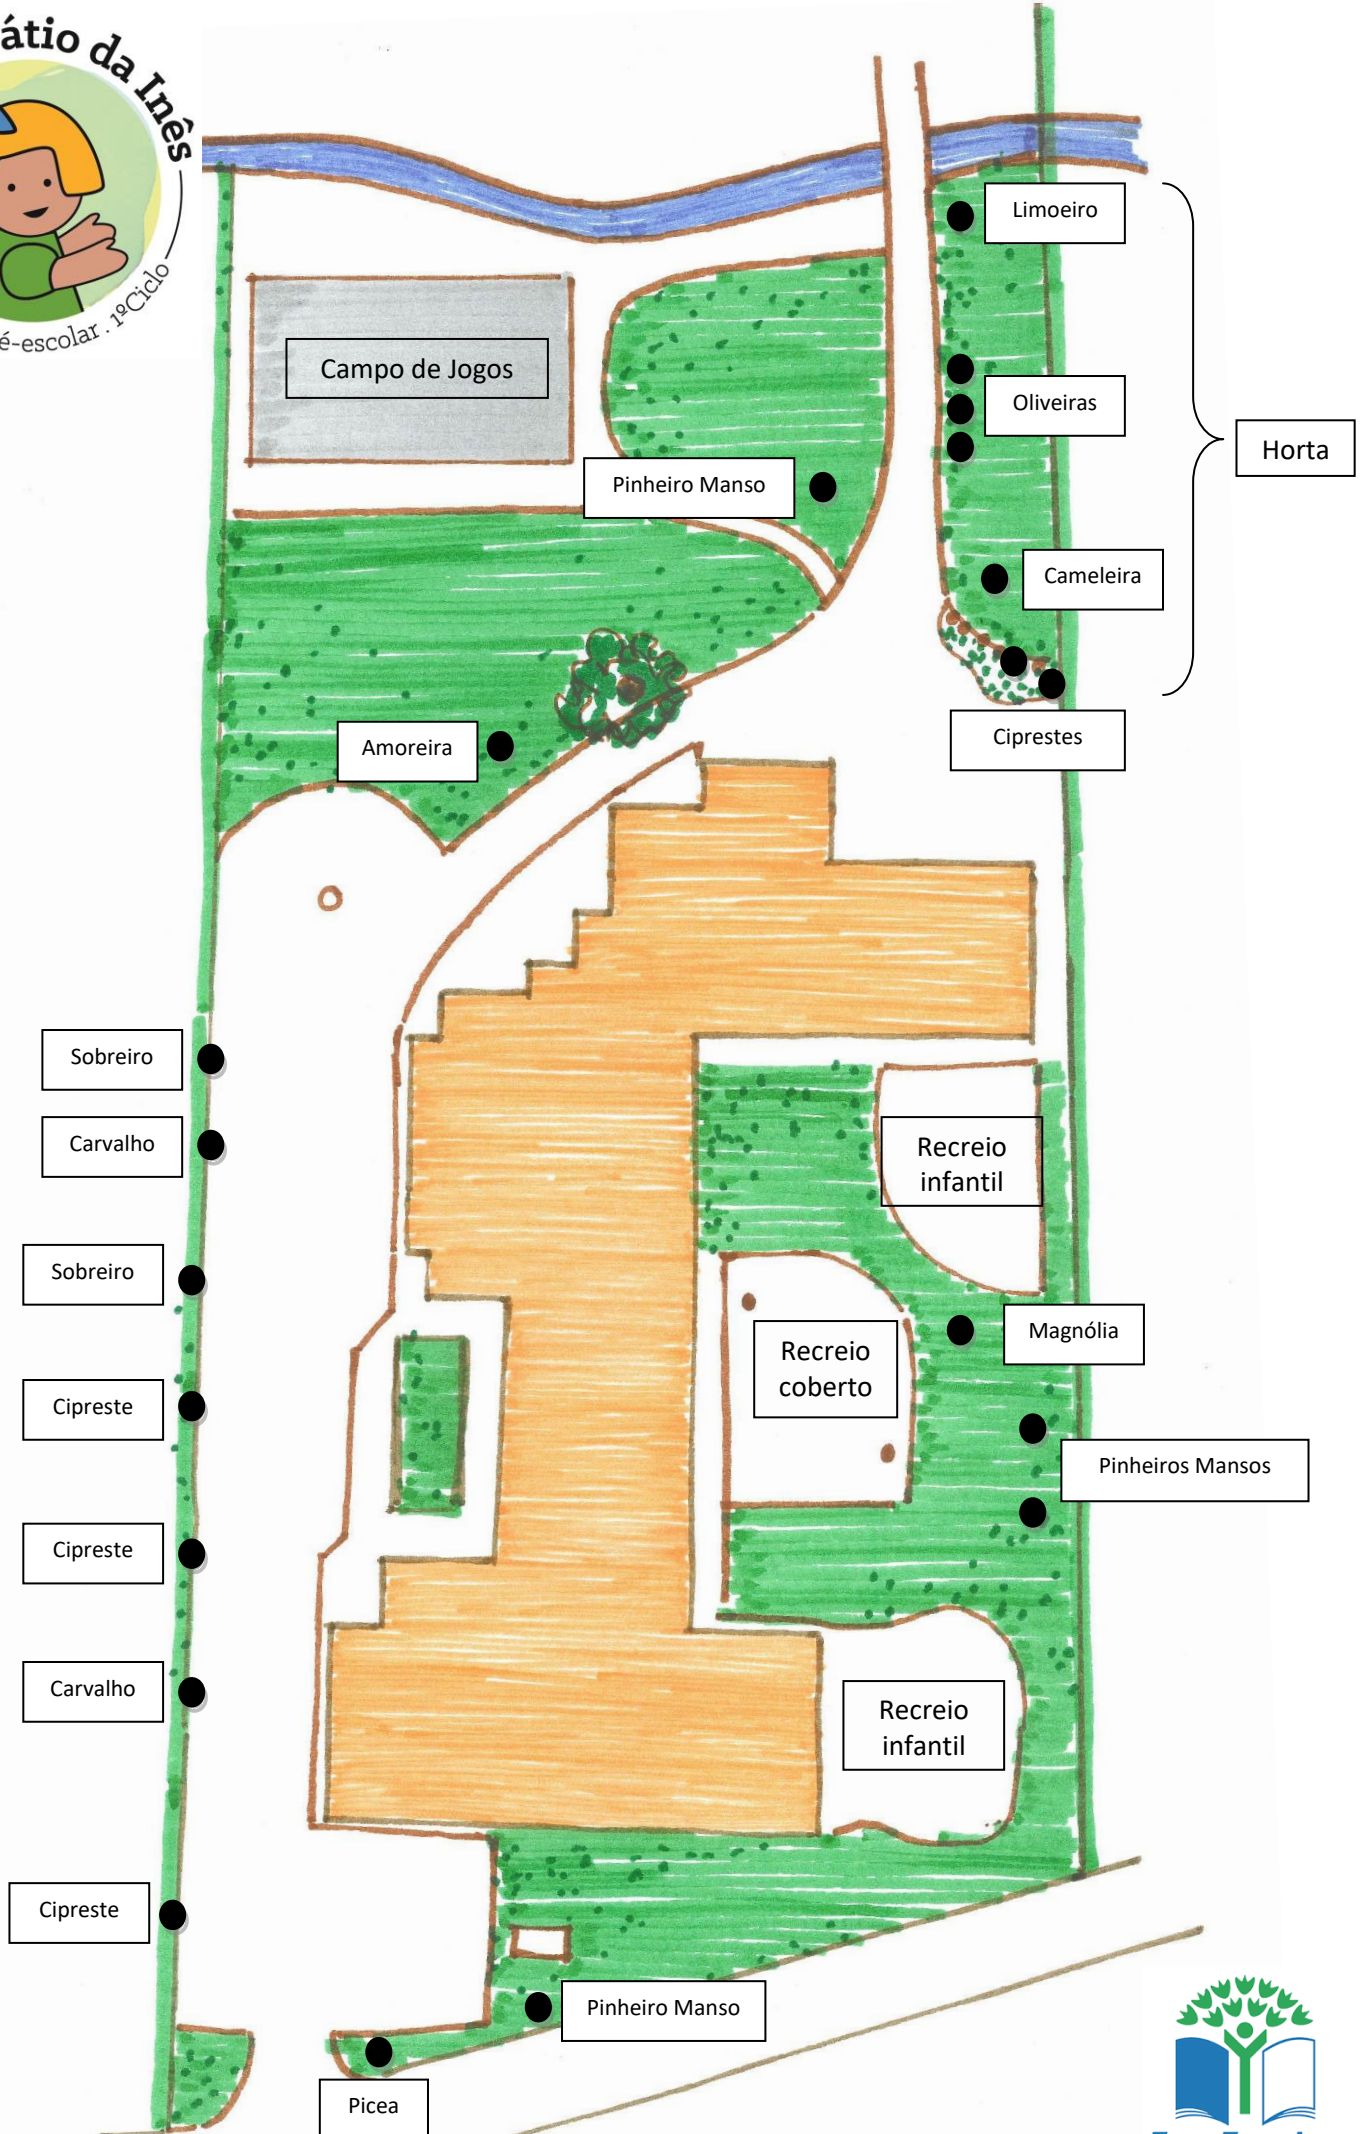 átio da Inês
é-escolar . 1ºCiclo
Limoeiro
Campo de Jogos
Oliveiras
Horta
Pinheiro Manso
Cameleira
Ciprestes
Amoreira
Sobreiro
Carvalho
Recreio
infantil
Sobreiro
Magnólia
Recreio
coberto
Cipreste
Pinheiros Mansos
Cipreste
Carvalho
Recreio
infantil
Cipreste
Pinheiro Manso
Picea